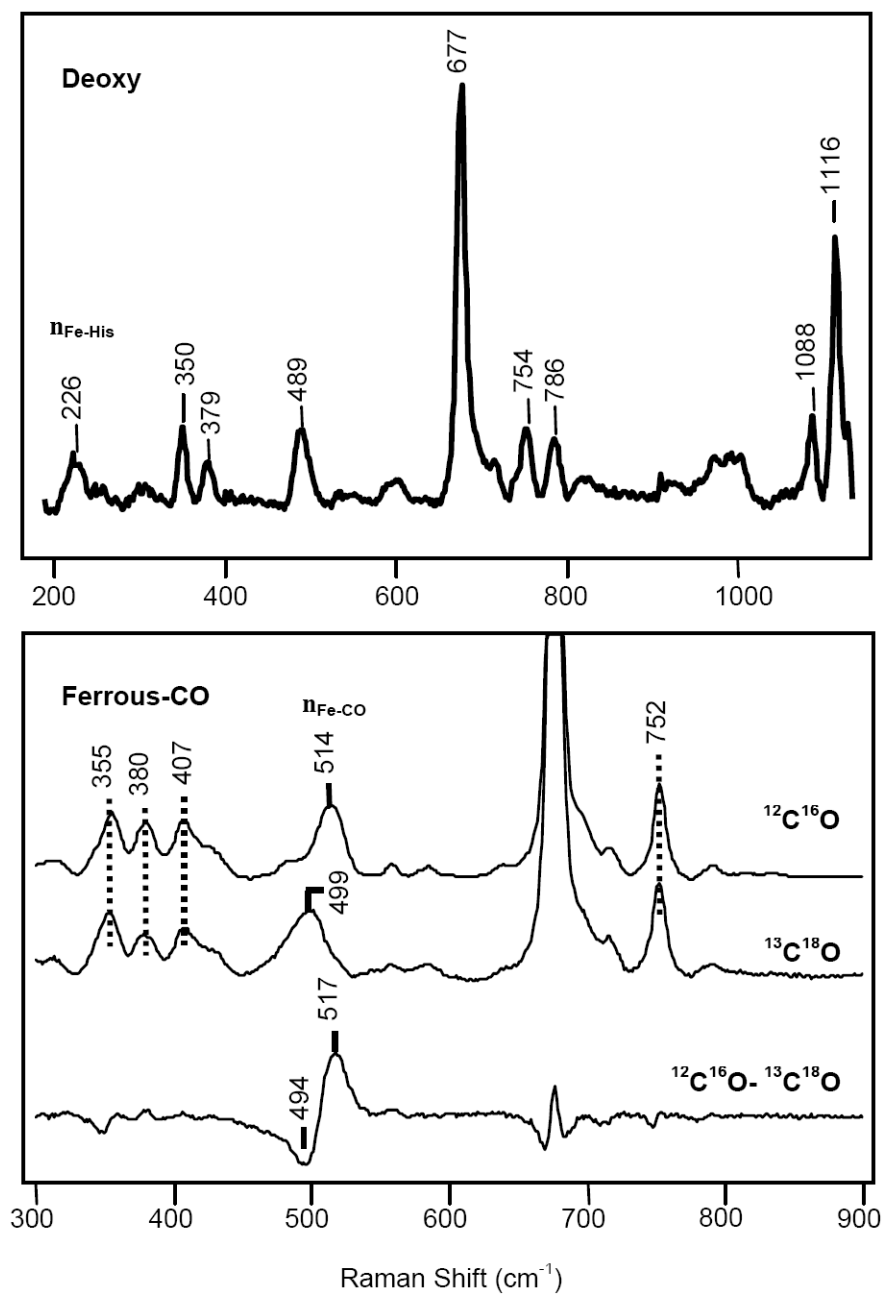 Deoxy
677
1116
nFe-His
226
350
379
489
754
786
1088
200 400 600 800 1000
Ferrous-CO
nFe-CO
355
380
407
514
752
12C16O
499
13C18O
517
494
12C16O- 13C18O
300 400 500 600 700 800 900
Raman Shift (cm-1)